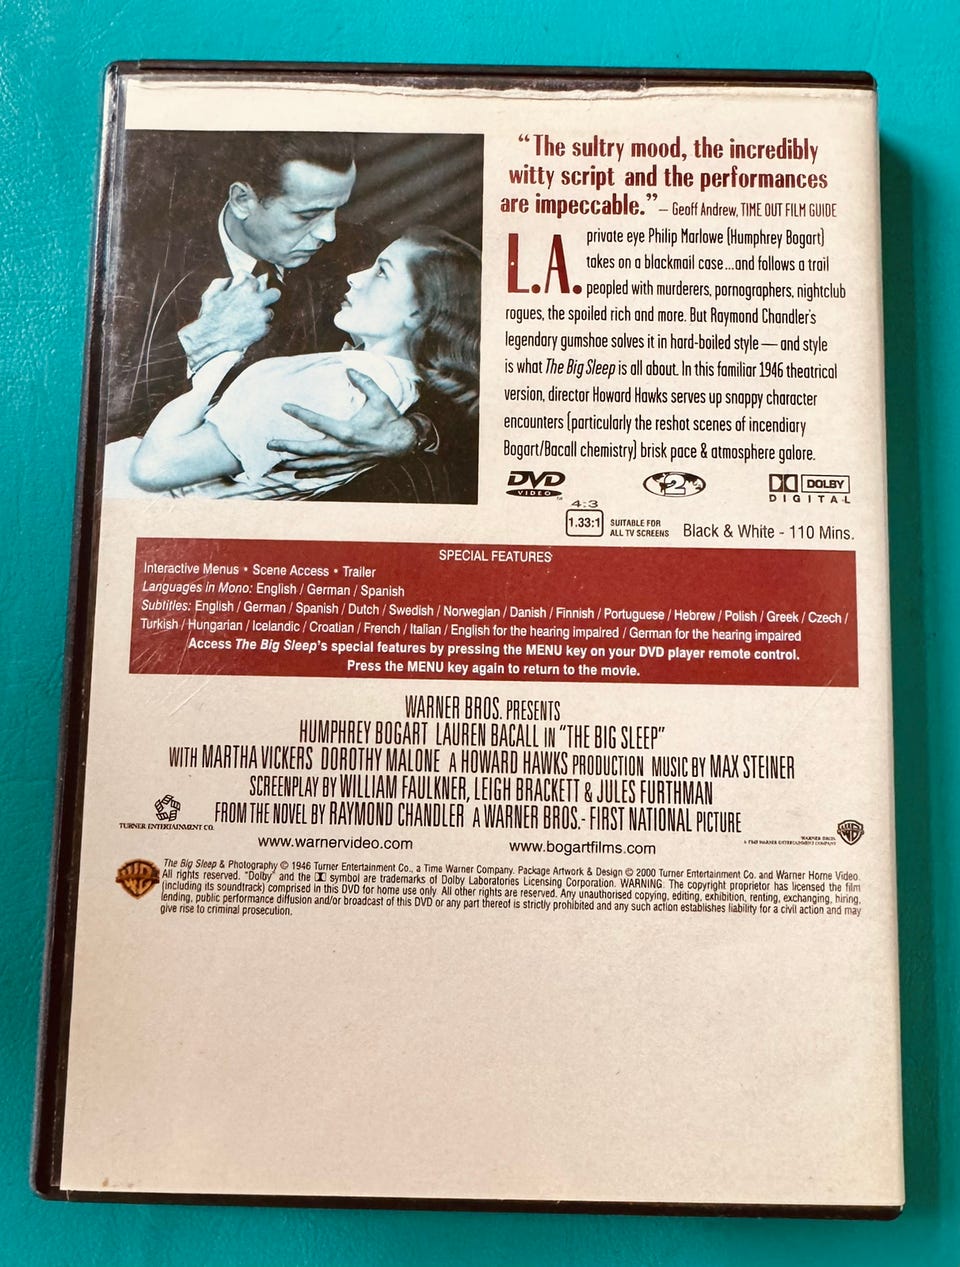 “The sultry mood, the incredibly
witty script and the performances
are impeccable.” – Geoff Andrew, TIME OUT FILM GUIDE
L.A. private eye Philip Marlowe (Humphrey Bogart)
takes on a blackmail case...and follows a trail
peopled with murderers, pornographers, nightclub
rogues, the spoiled rich and more. But Raymond Chandler's
legendary gumshoe solves it in hard-boiled style — and style
is what The Big Sleep is all about. In this familiar 1946 theatrical
version, director Howard Hawks serves up snappy character
encounters (particularly the reshot scenes of incendiary
Bogart/Bacall chemistry) brisk pace & atmosphere galore.
DVD VIDEO 2 DOLBY DIGITAL
4:3
1.33:1 SUITABLE FOR ALL TV SCREENS Black & White - 110 Mins.
SPECIAL FEATURES
Interactive Menus • Scene Access • Trailer
Languages in Mono: English / German / Spanish
Subtitles: English / German / Spanish / Dutch / Swedish / Norwegian / Danish / Finnish / Portuguese / Hebrew / Polish / Greek / Czech /
Turkish / Hungarian / Icelandic / Croatian / French / Italian / English for the hearing impaired / German for the hearing impaired
Access The Big Sleep's special features by pressing the MENU key on your DVD player remote control.
Press the MENU key again to return to the movie.
WARNER BROS. PRESENTS
HUMPHREY BOGART LAUREN BACALL IN “THE BIG SLEEP”
WITH MARTHA VICKERS DOROTHY MALONE A HOWARD HAWKS PRODUCTION MUSIC BY MAX STEINER
SCREENPLAY BY WILLIAM FAULKNER, LEIGH BRACKETT & JULES FURTHMAN
FROM THE NOVEL BY RAYMOND CHANDLER A WARNER BROS.- FIRST NATIONAL PICTURE
TURNER ENTERTAINMENT CO.
WARNER BROS.
A TIME WARNER ENTERTAINMENT COMPANY
www.warnervideo.com www.bogartfilms.com
The Big Sleep & Photography © 1946 Turner Entertainment Co., a Time Warner Company. Package Artwork & Design © 2000 Turner Entertainment Co. and Warner Home Video.
All rights reserved. "Dolby" and the symbol are trademarks of Dolby Laboratories Licensing Corporation. WARNING: The copyright proprietor has licensed the film
(including its soundtrack) comprised in this DVD for home use only. All other rights are reserved. Any unauthorised copying, editing, exhibition, renting, exchanging, hiring,
lending, public performance diffusion and/or broadcast of this DVD or any part thereof is strictly prohibited and any such action establishes liability for a civil action and may
give rise to criminal prosecution.